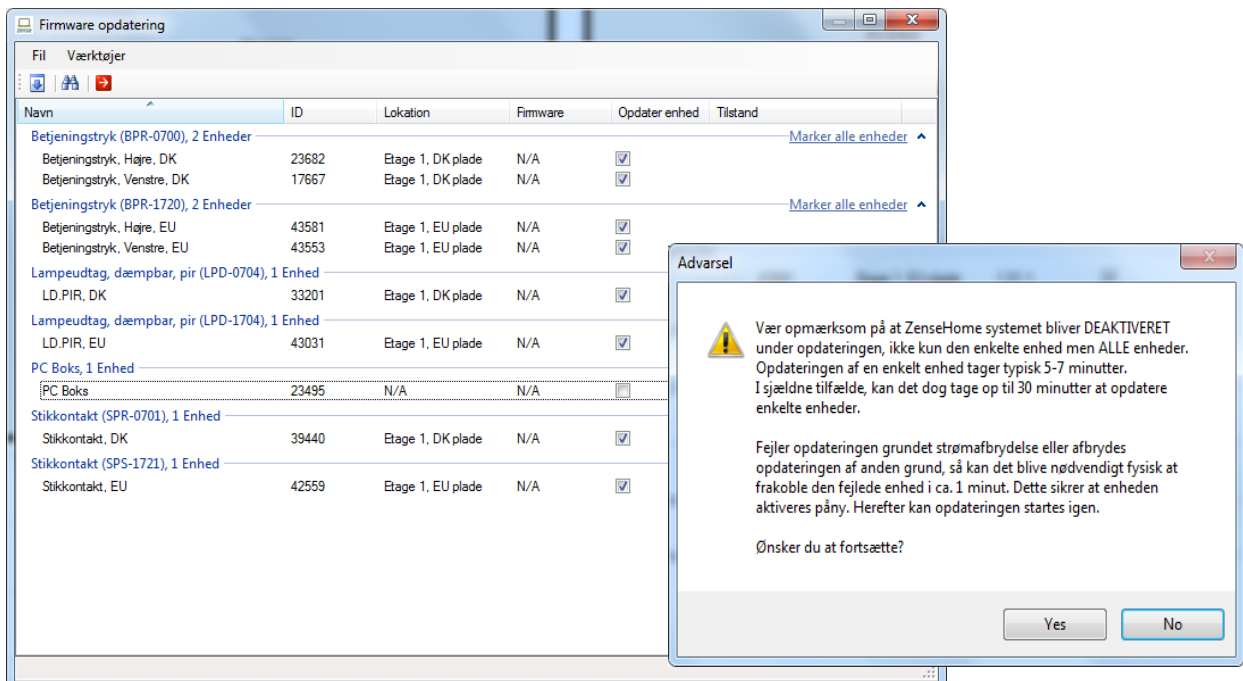 Firmware opdatering
Fil Værktøjer
Navn ID Lokation Firmware Opdater enhed Tilstand
Betjeningstryk (BPR-0700), 2 Enheder Marker alle enheder
Betjeningstryk, Højre, DK 23682 Etage 1, DK plade N/A
Betjeningstryk, Venstre, DK 17667 Etage 1, DK plade N/A
Betjeningstryk (BPR-1720), 2 Enheder Marker alle enheder
Betjeningstryk, Højre, EU 43581 Etage 1, EU plade N/A
Betjeningstryk, Venstre, EU 43553 Etage 1, EU plade N/A
Lampeudtag, dæmpbar, pir (LPD-0704), 1 Enhed
LD.PIR, DK 33201 Etage 1, DK plade N/A
Lampeudtag, dæmpbar, pir (LPD-1704), 1 Enhed
LD.PIR, EU 43031 Etage 1, EU plade N/A
PC Boks, 1 Enhed
PC Boks 23495 N/A N/A
Stikkontakt (SPR-0701), 1 Enhed
Stikkontakt, DK 39440 Etage 1, DK plade N/A
Stikkontakt (SPS-1721), 1 Enhed
Stikkontakt, EU 42559 Etage 1, EU plade N/A
Advarsel
Vær opmærksom på at ZenseHome systemet bliver DEAKTIVERET
under opdateringen, ikke kun den enkelte enhed men ALLE enheder.
Opdateringen af en enkelt enhed tager typisk 5-7 minutter.
I sjældne tilfælde, kan det dog tage op til 30 minutter at opdatere
enkelte enheder.
Fejler opdateringen grundet strømafbrydelse eller afbrydes
opdateringen af anden grund, så kan det blive nødvendigt fysisk at
frakoble den fejlede enhed i ca. 1 minut. Dette sikrer at enheden
aktiveres påny. Herefter kan opdateringen startes igen.
Ønsker du at fortsætte?
Yes No